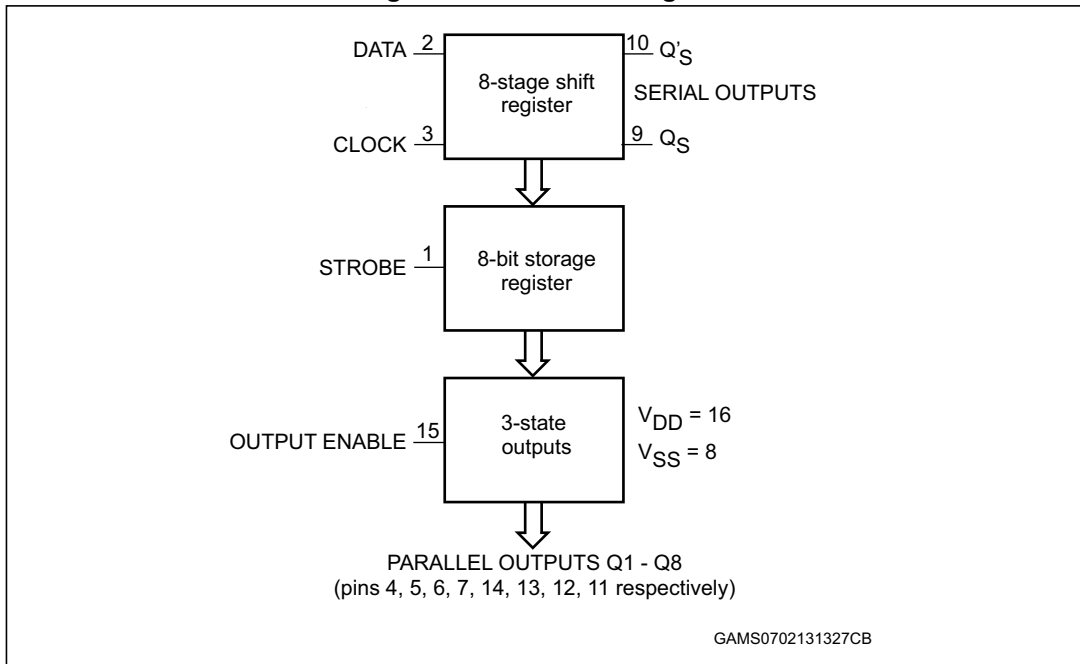 DATA 2
8-stage shift
register
10 Q'S
SERIAL OUTPUTS
CLOCK 3
9 QS
STROBE 1
8-bit storage
register
OUTPUT ENABLE 15
3-state
outputs
VDD = 16
VSS = 8
PARALLEL OUTPUTS Q1 - Q8
(pins 4, 5, 6, 7, 14, 13, 12, 11 respectively)
GAMS0702131327CB